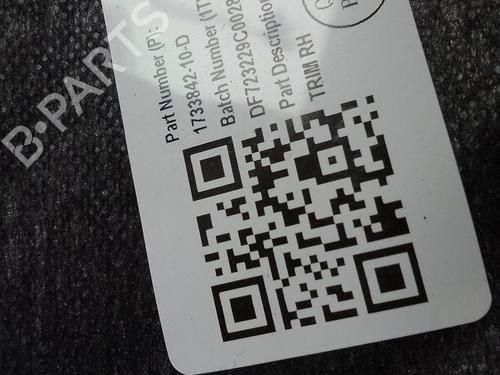 B•PARTS
Part Number (P):
1733842-10-D
Batch Number (1T
DF723229C0028
Part Description
TRIM RH